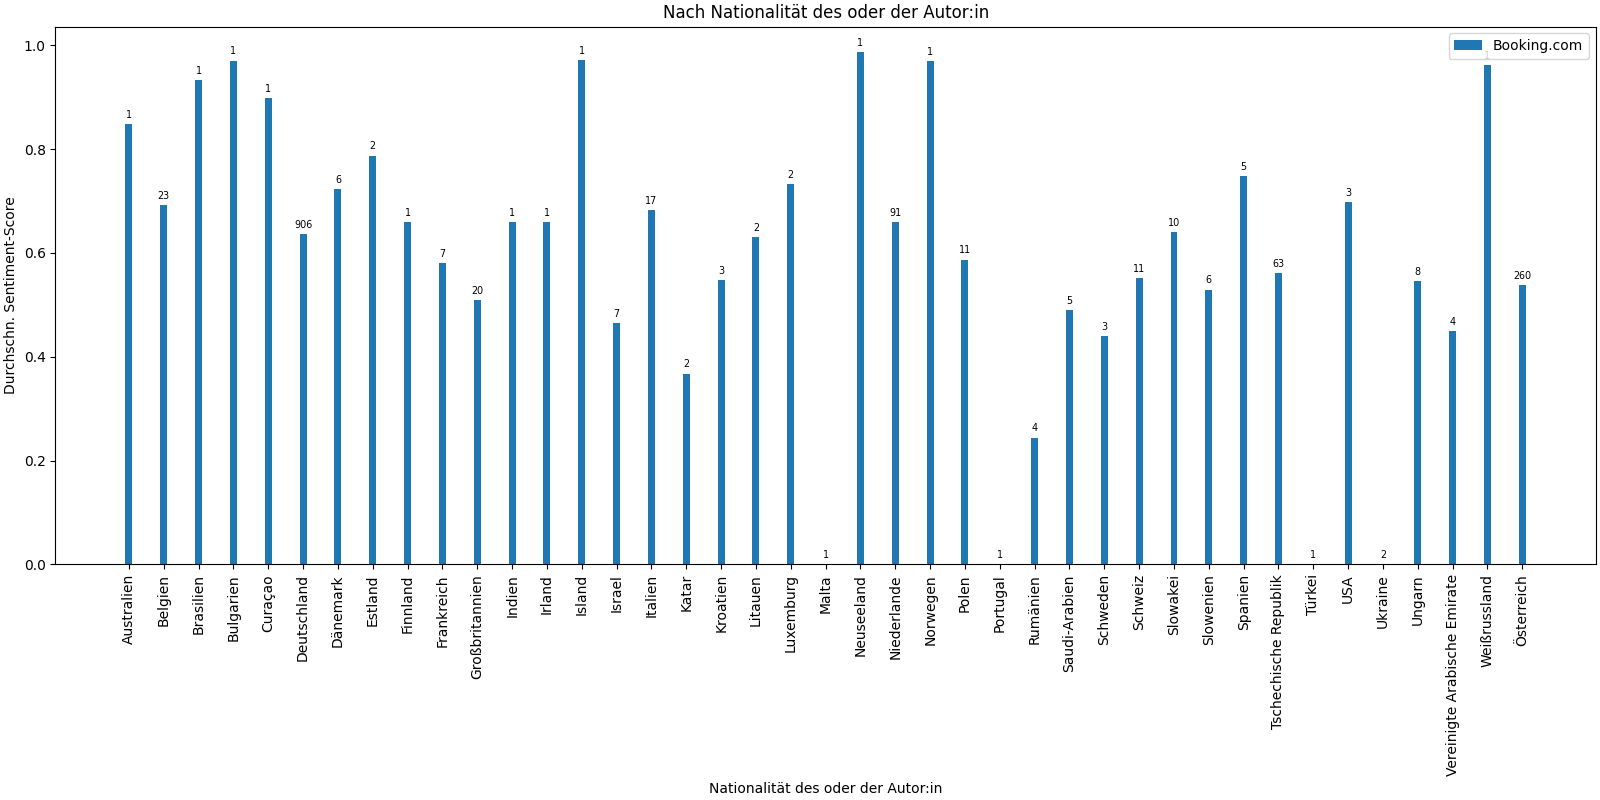 Nach Nationalität des oder der Autor:in
Booking.com
Durchschn. Sentiment-Score
1.0
0.8
0.6
0.4
0.2
0.0
1
23
1
1
1
906
6
2
1
7
20
1
1
1
7
17
2
3
2
2
1
1
91
1
11
1
4
5
3
11
10
6
5
63
1
3
2
8
4
1
260
Australien
Belgien
Brasilien
Bulgarien
Curaçao
Deutschland
Dänemark
Estland
Finnland
Frankreich
Großbritannien
Indien
Irland
Island
Israel
Italien
Katar
Kroatien
Litauen
Luxemburg
Malta
Neuseeland
Niederlande
Norwegen
Polen
Portugal
Rumänien
Saudi-Arabien
Schweden
Schweiz
Slowakei
Slowenien
Spanien
Tschechische Republik
Türkei
USA
Ukraine
Ungarn
Vereinigte Arabische Emirate
Weißrussland
Österreich
Nationalität des oder der Autor:in